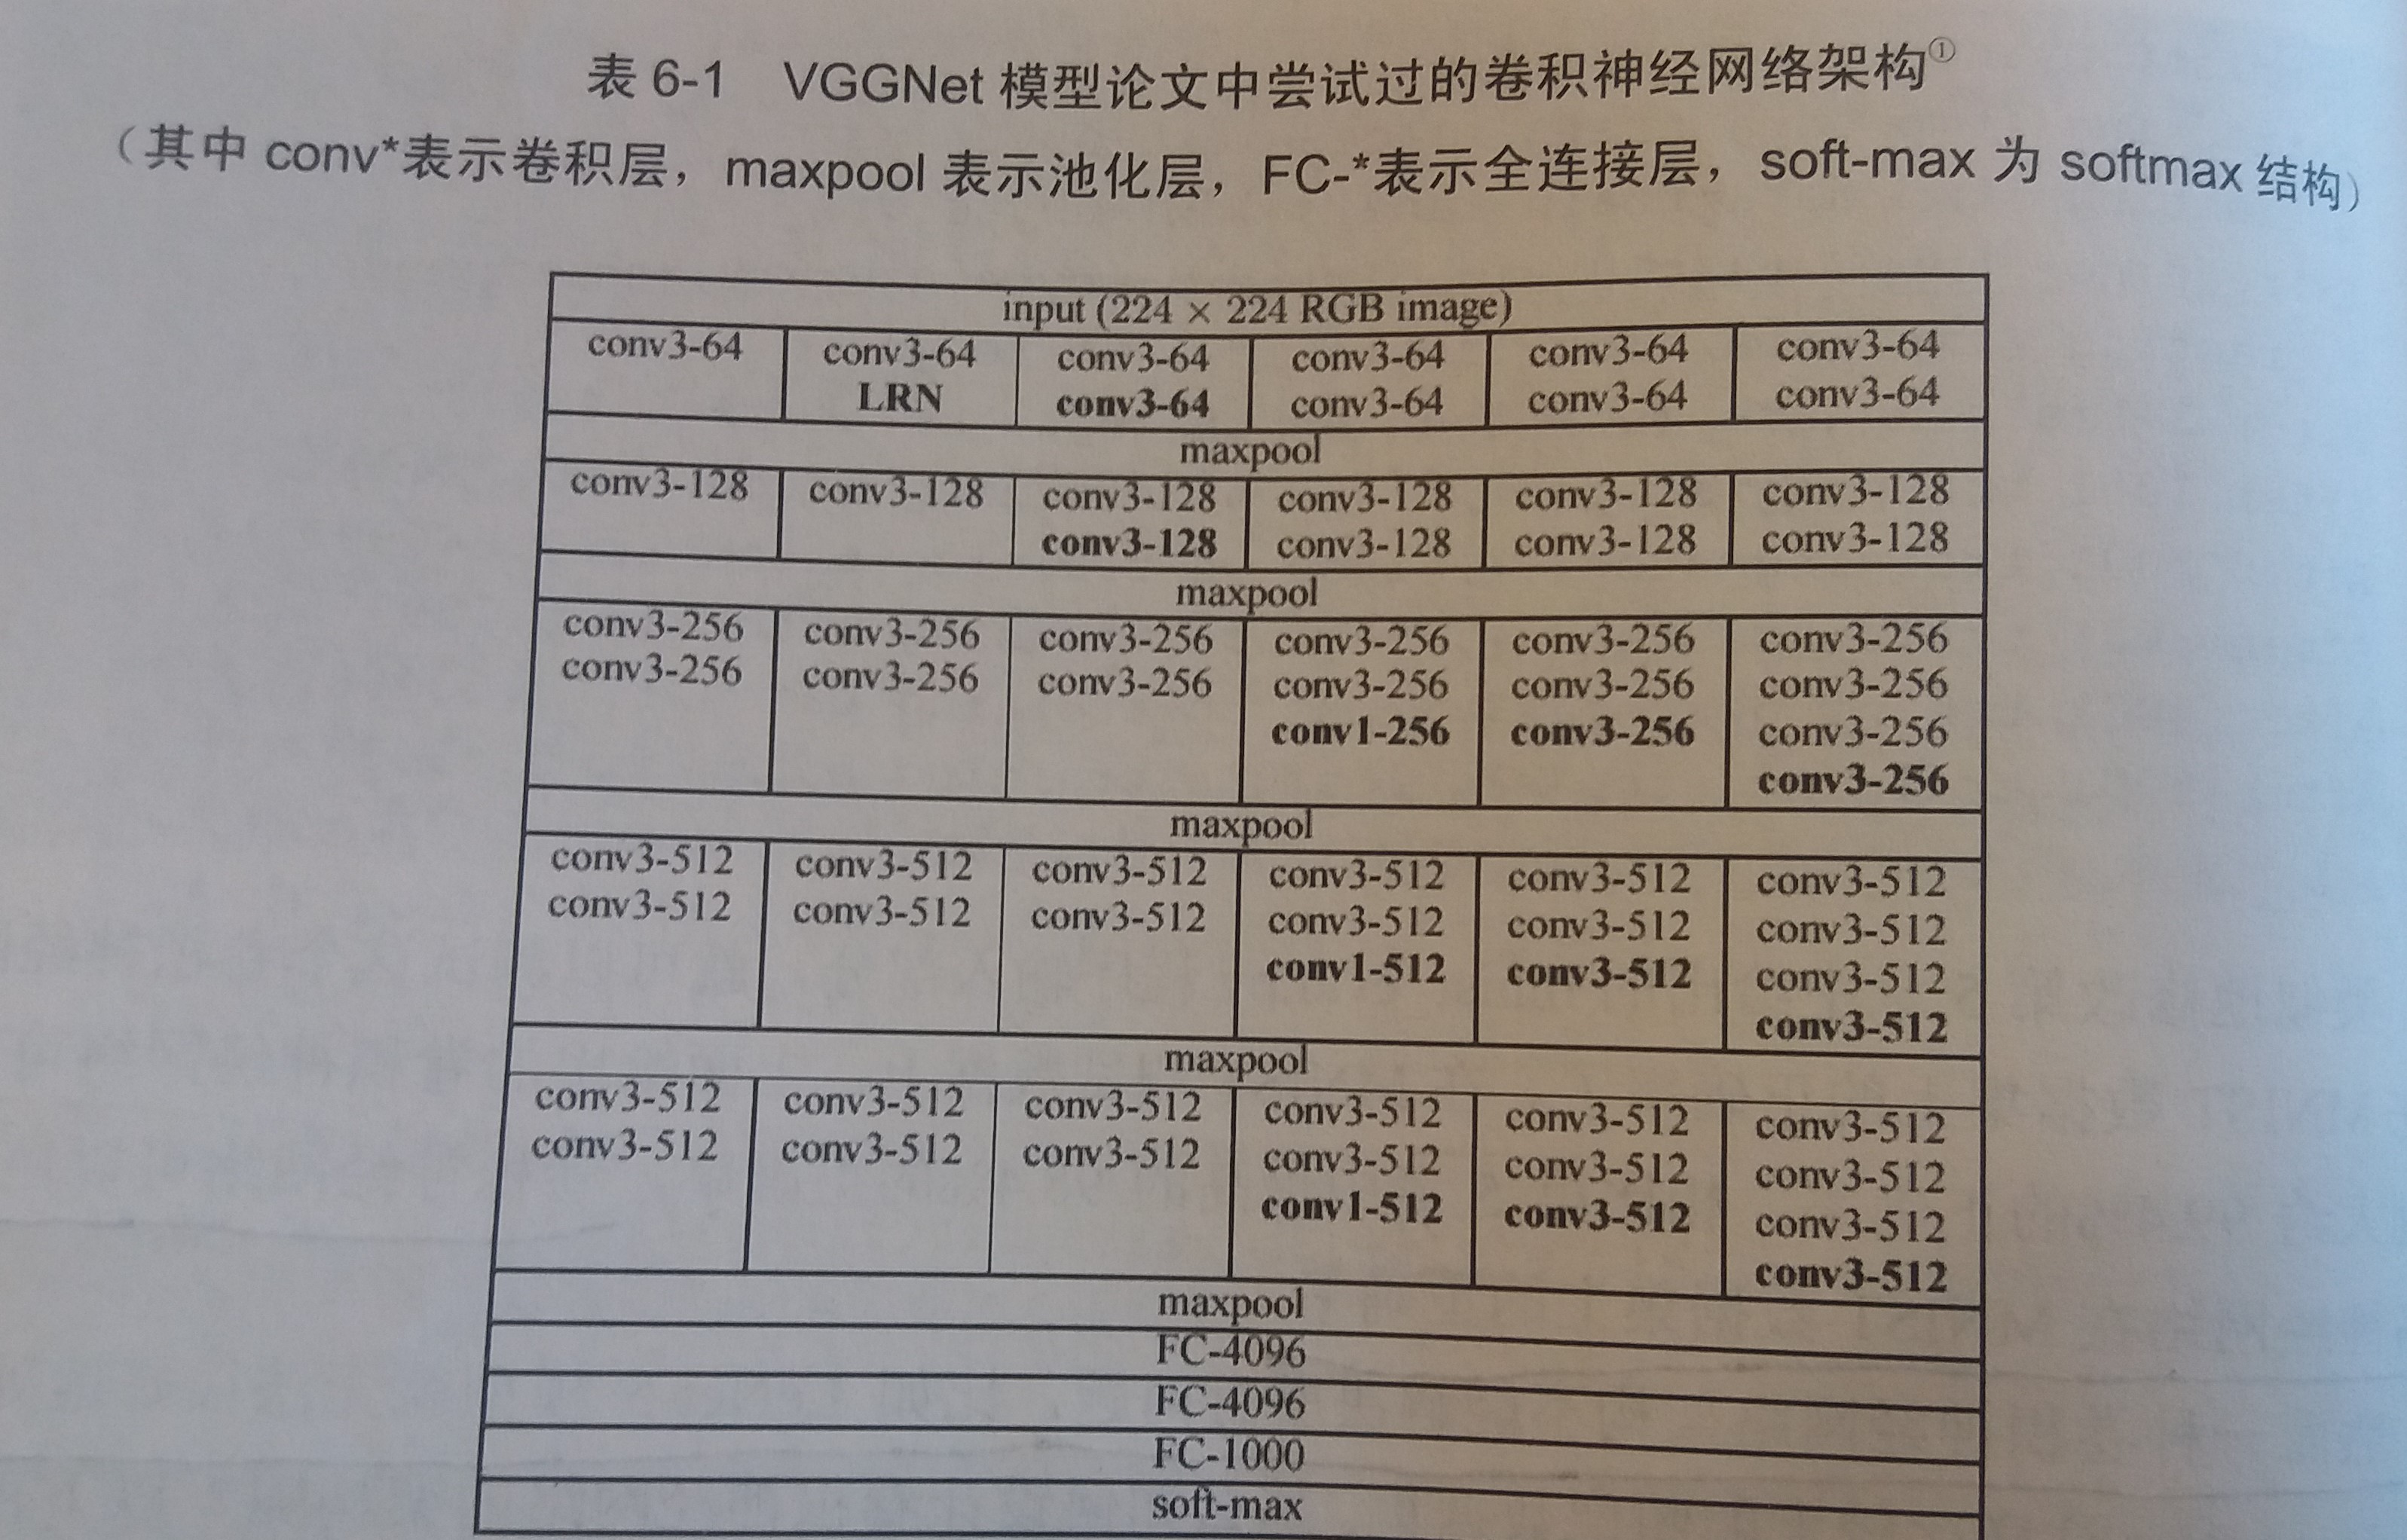 表 6-1 VGGNet 模型论文中尝试过的卷积神经网络架构①
（其中 conv*表示卷积层，maxpool 表示池化层，FC-*表示全连接层，soft-max 为 softmax 结构）
input (224 × 224 RGB image)
conv3-64 conv3-64 conv3-64 conv3-64 conv3-64 conv3-64
LRN conv3-64 conv3-64 conv3-64 conv3-64
maxpool
conv3-128 conv3-128 conv3-128 conv3-128 conv3-128 conv3-128
conv3-128 conv3-128 conv3-128 conv3-128
maxpool
conv3-256 conv3-256 conv3-256 conv3-256 conv3-256 conv3-256
conv3-256 conv3-256 conv3-256 conv3-256 conv3-256 conv3-256
conv1-256 conv3-256 conv3-256
conv3-256
maxpool
conv3-512 conv3-512 conv3-512 conv3-512 conv3-512 conv3-512
conv3-512 conv3-512 conv3-512 conv3-512 conv3-512 conv3-512
conv1-512 conv3-512 conv3-512
conv3-512
maxpool
conv3-512 conv3-512 conv3-512 conv3-512 conv3-512 conv3-512
conv3-512 conv3-512 conv3-512 conv3-512 conv3-512 conv3-512
conv1-512 conv3-512 conv3-512
conv3-512
maxpool
FC-4096
FC-4096
FC-1000
soft-max